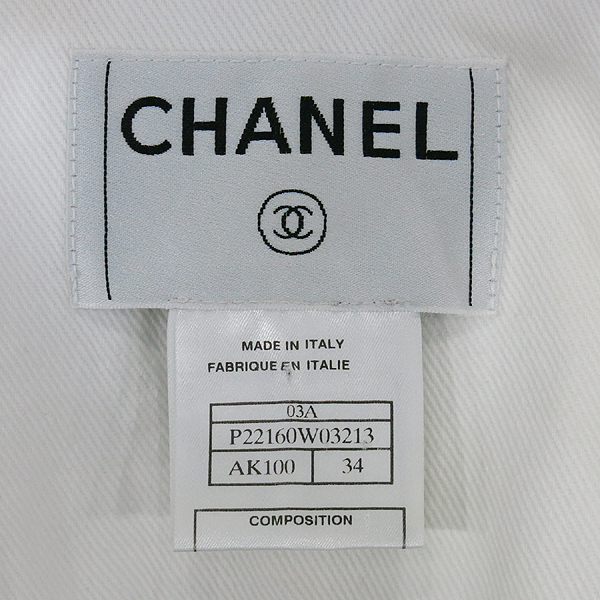 CHANEL
MADE IN ITALY
FABRIQUE EN ITALIE
03A
P22160W03213
AK100 34
COMPOSITION